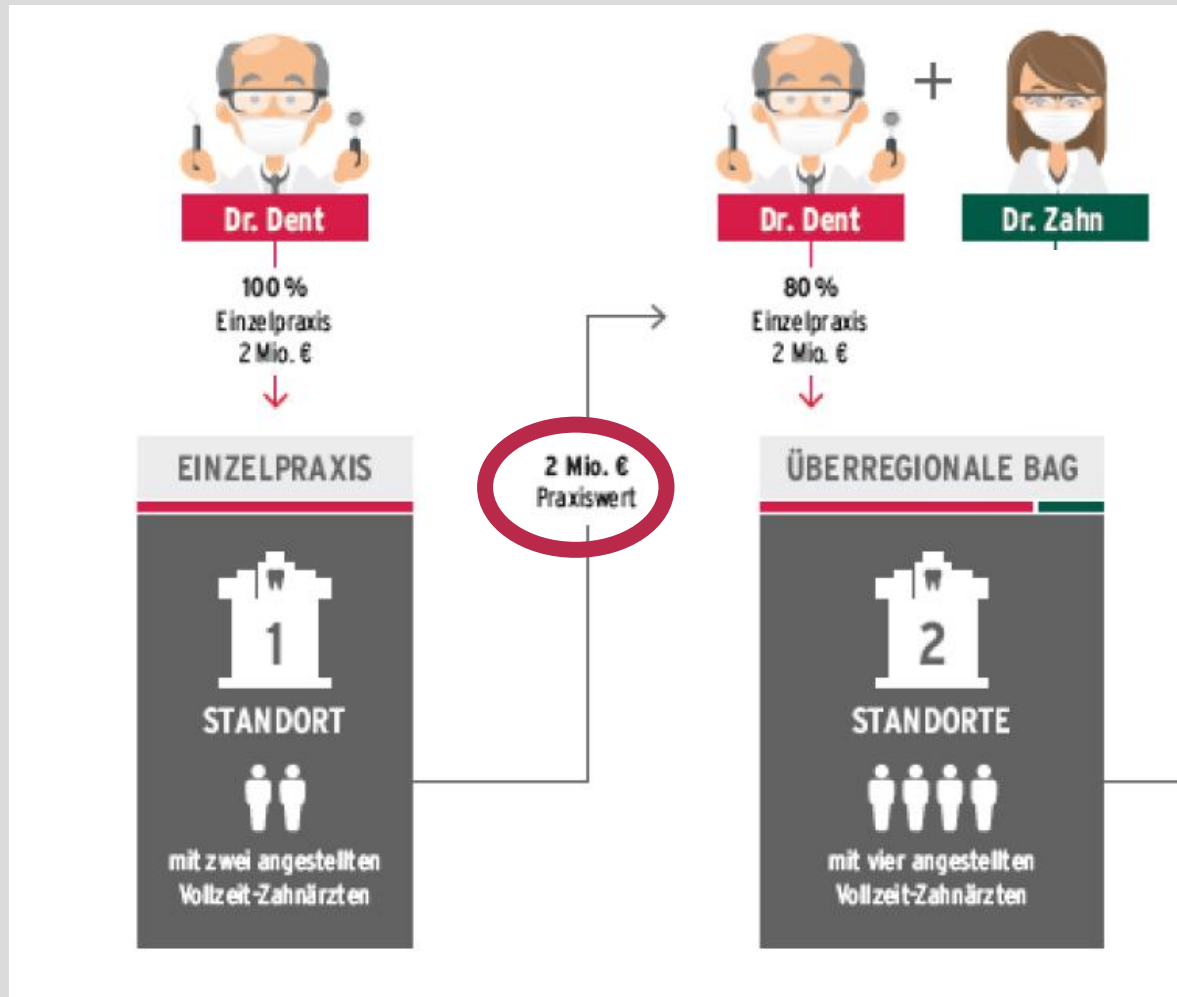 +
Dr. Dent
100 %
Einzelpraxis
2 Mio. €
EINZELPRAXIS
1
STANDORT
mit zwei angestellten
Vollzeit-Zahnärzten
2 Mio. €
Praxiswert
Dr. Dent
Dr. Zahn
80 %
Einzelpraxis
2 Mio. €
ÜBERREGIONALE BAG
2
STANDORTE
mit vier angestellten
Vollzeit-Zahnärzten